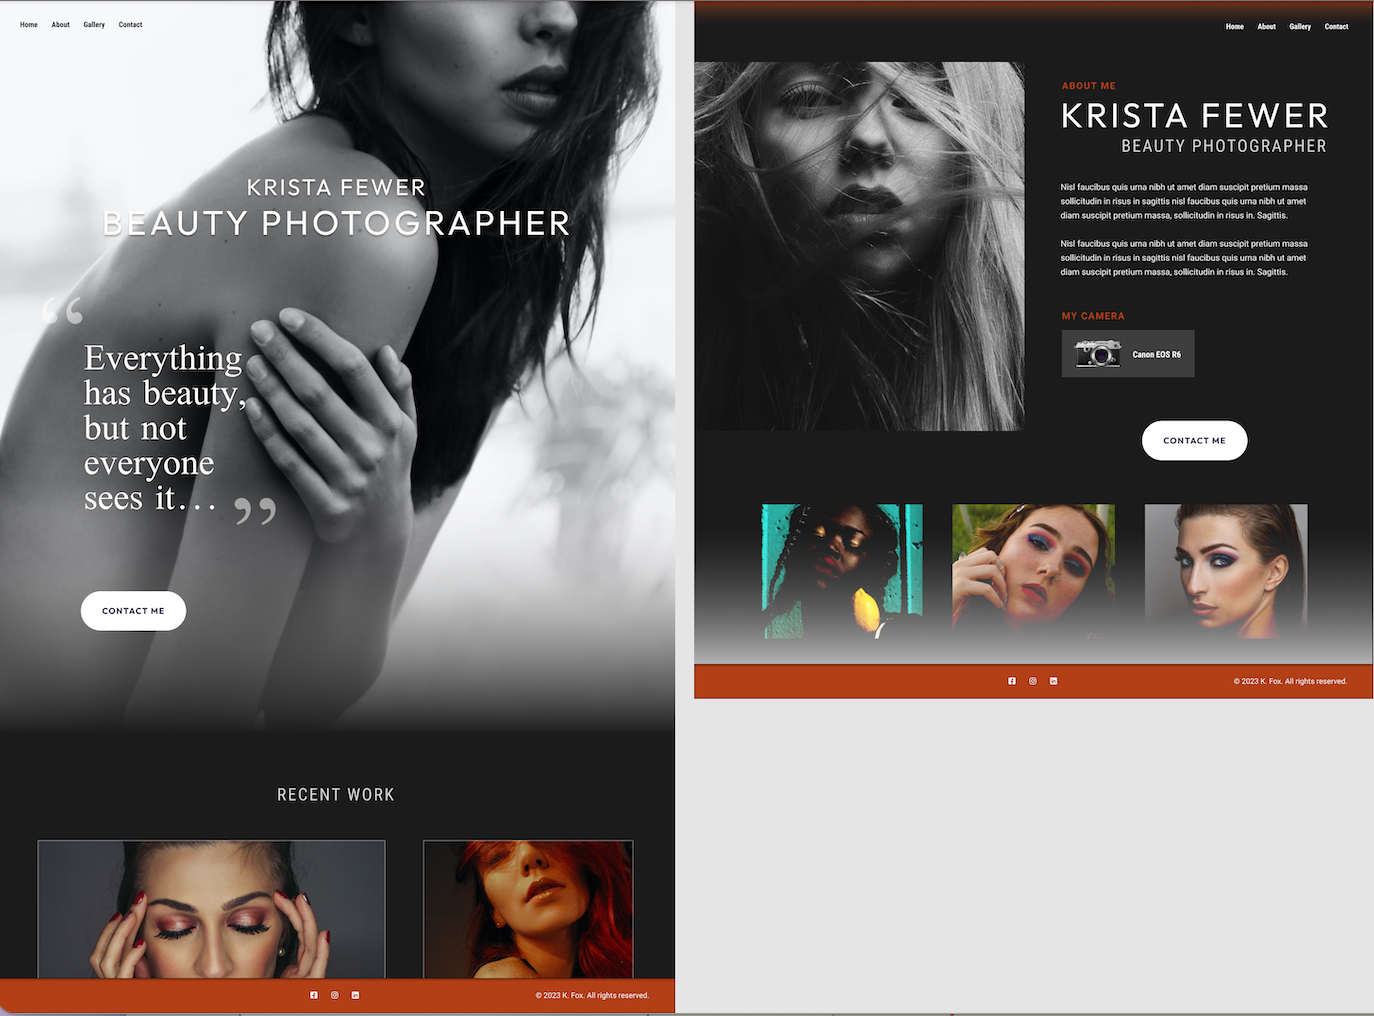 Home About Gallery Contact
KRISTA FEWER
BEAUTY PHOTOGRAPHER
“
Everything
has beauty,
but not
everyone
sees it…
”
CONTACT ME
RECENT WORK
© 2023 K. Fox. All rights reserved.
Home About Gallery Contact
ABOUT ME
KRISTA FEWER
BEAUTY PHOTOGRAPHER
Nisl faucibus quis urna nibh ut amet diam suscipit pretium massa
sollicitudin in risus in sagittis nisl faucibus quis urna nibh ut amet
diam suscipit pretium massa, sollicitudin in risus in. Sagittis.
Nisl faucibus quis urna nibh ut amet diam suscipit pretium massa
sollicitudin in risus in sagittis nisl faucibus quis urna nibh ut amet
diam suscipit pretium massa, sollicitudin in risus in. Sagittis.
MY CAMERA
Canon EOS R6
CONTACT ME
© 2023 K. Fox. All rights reserved.